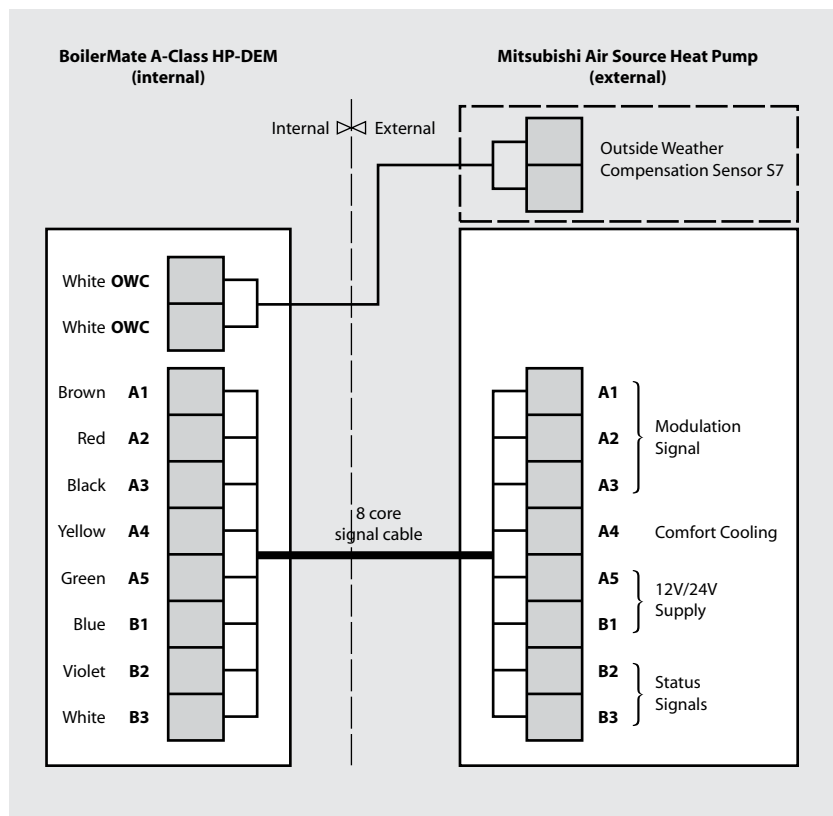 BoilerMate A-Class HP-DEM
(internal)
Mitsubishi Air Source Heat Pump
(external)
Internal External
Outside Weather
Compensation Sensor S7
White OWC
White OWC
Brown A1
Red A2
Black A3
Yellow A4
Green A5
Blue B1
Violet B2
White B3
8 core
signal cable
A1
A2
A3
A4
A5
B1
B2
B3
Modulation
Signal
Comfort Cooling
12V/24V
Supply
Status
Signals